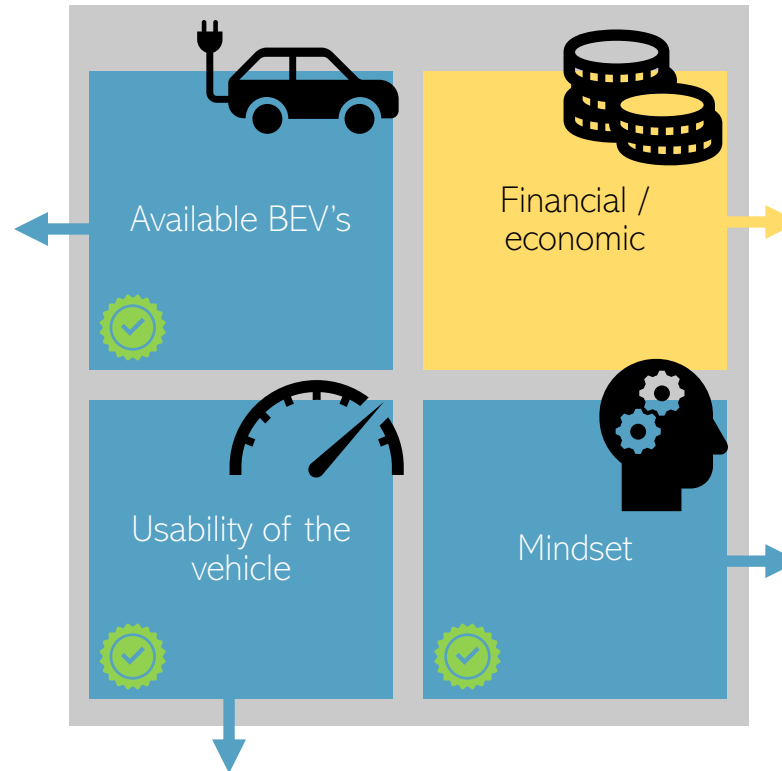 Available BEV's
Financial /
economic
Usability of the
vehicle
Mindset